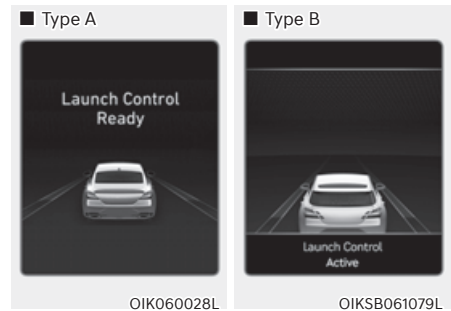 ■ Type A
Launch Control
Ready
OIK060028L
■ Type B
Launch Control
Active
OIKSB061079L